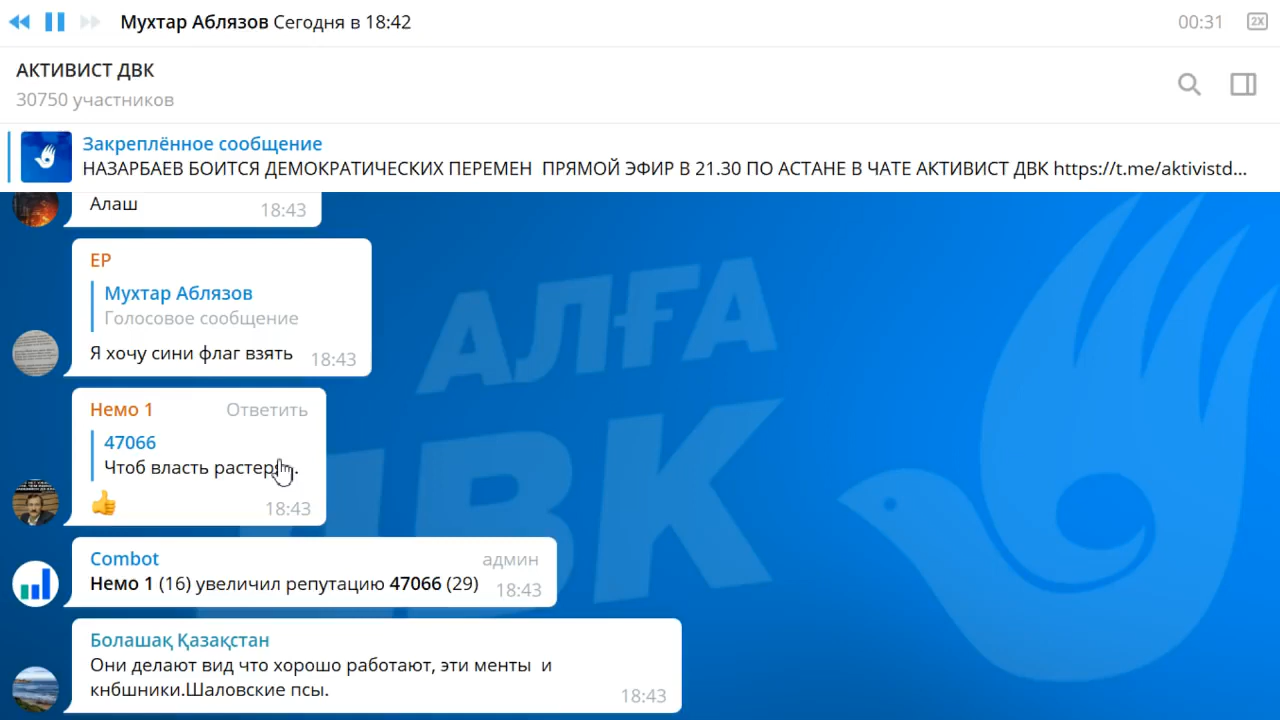 Мухтар Аблязов Сегодня в 18:42
00:31
2X
АКТИВИСТ ДВК
30750 участников
Закреплённое сообщение
НАЗАРБАЕВ БОИТСЯ ДЕМОКРАТИЧЕСКИХ ПЕРЕМЕН ПРЯМОЙ ЭФИР В 21.30 ПО АСТАНЕ В ЧАТЕ АКТИВИСТ ДВК https://t.me/aktivistd...
Алаш
18:43
EP
Мухтар Аблязов
Голосовое сообщение
Я хочу сини флаг взять 18:43
Немо 1 Ответить
47066
Чтоб власть растеря...
18:43
Combot админ
Немо 1 (16) увеличил репутацию 47066 (29) 18:43
Болашақ Қазақстан
Они делают вид что хорошо работают, эти менты и
кнбшники.Шаловские псы.
18:43
АЛҒА
ДВК